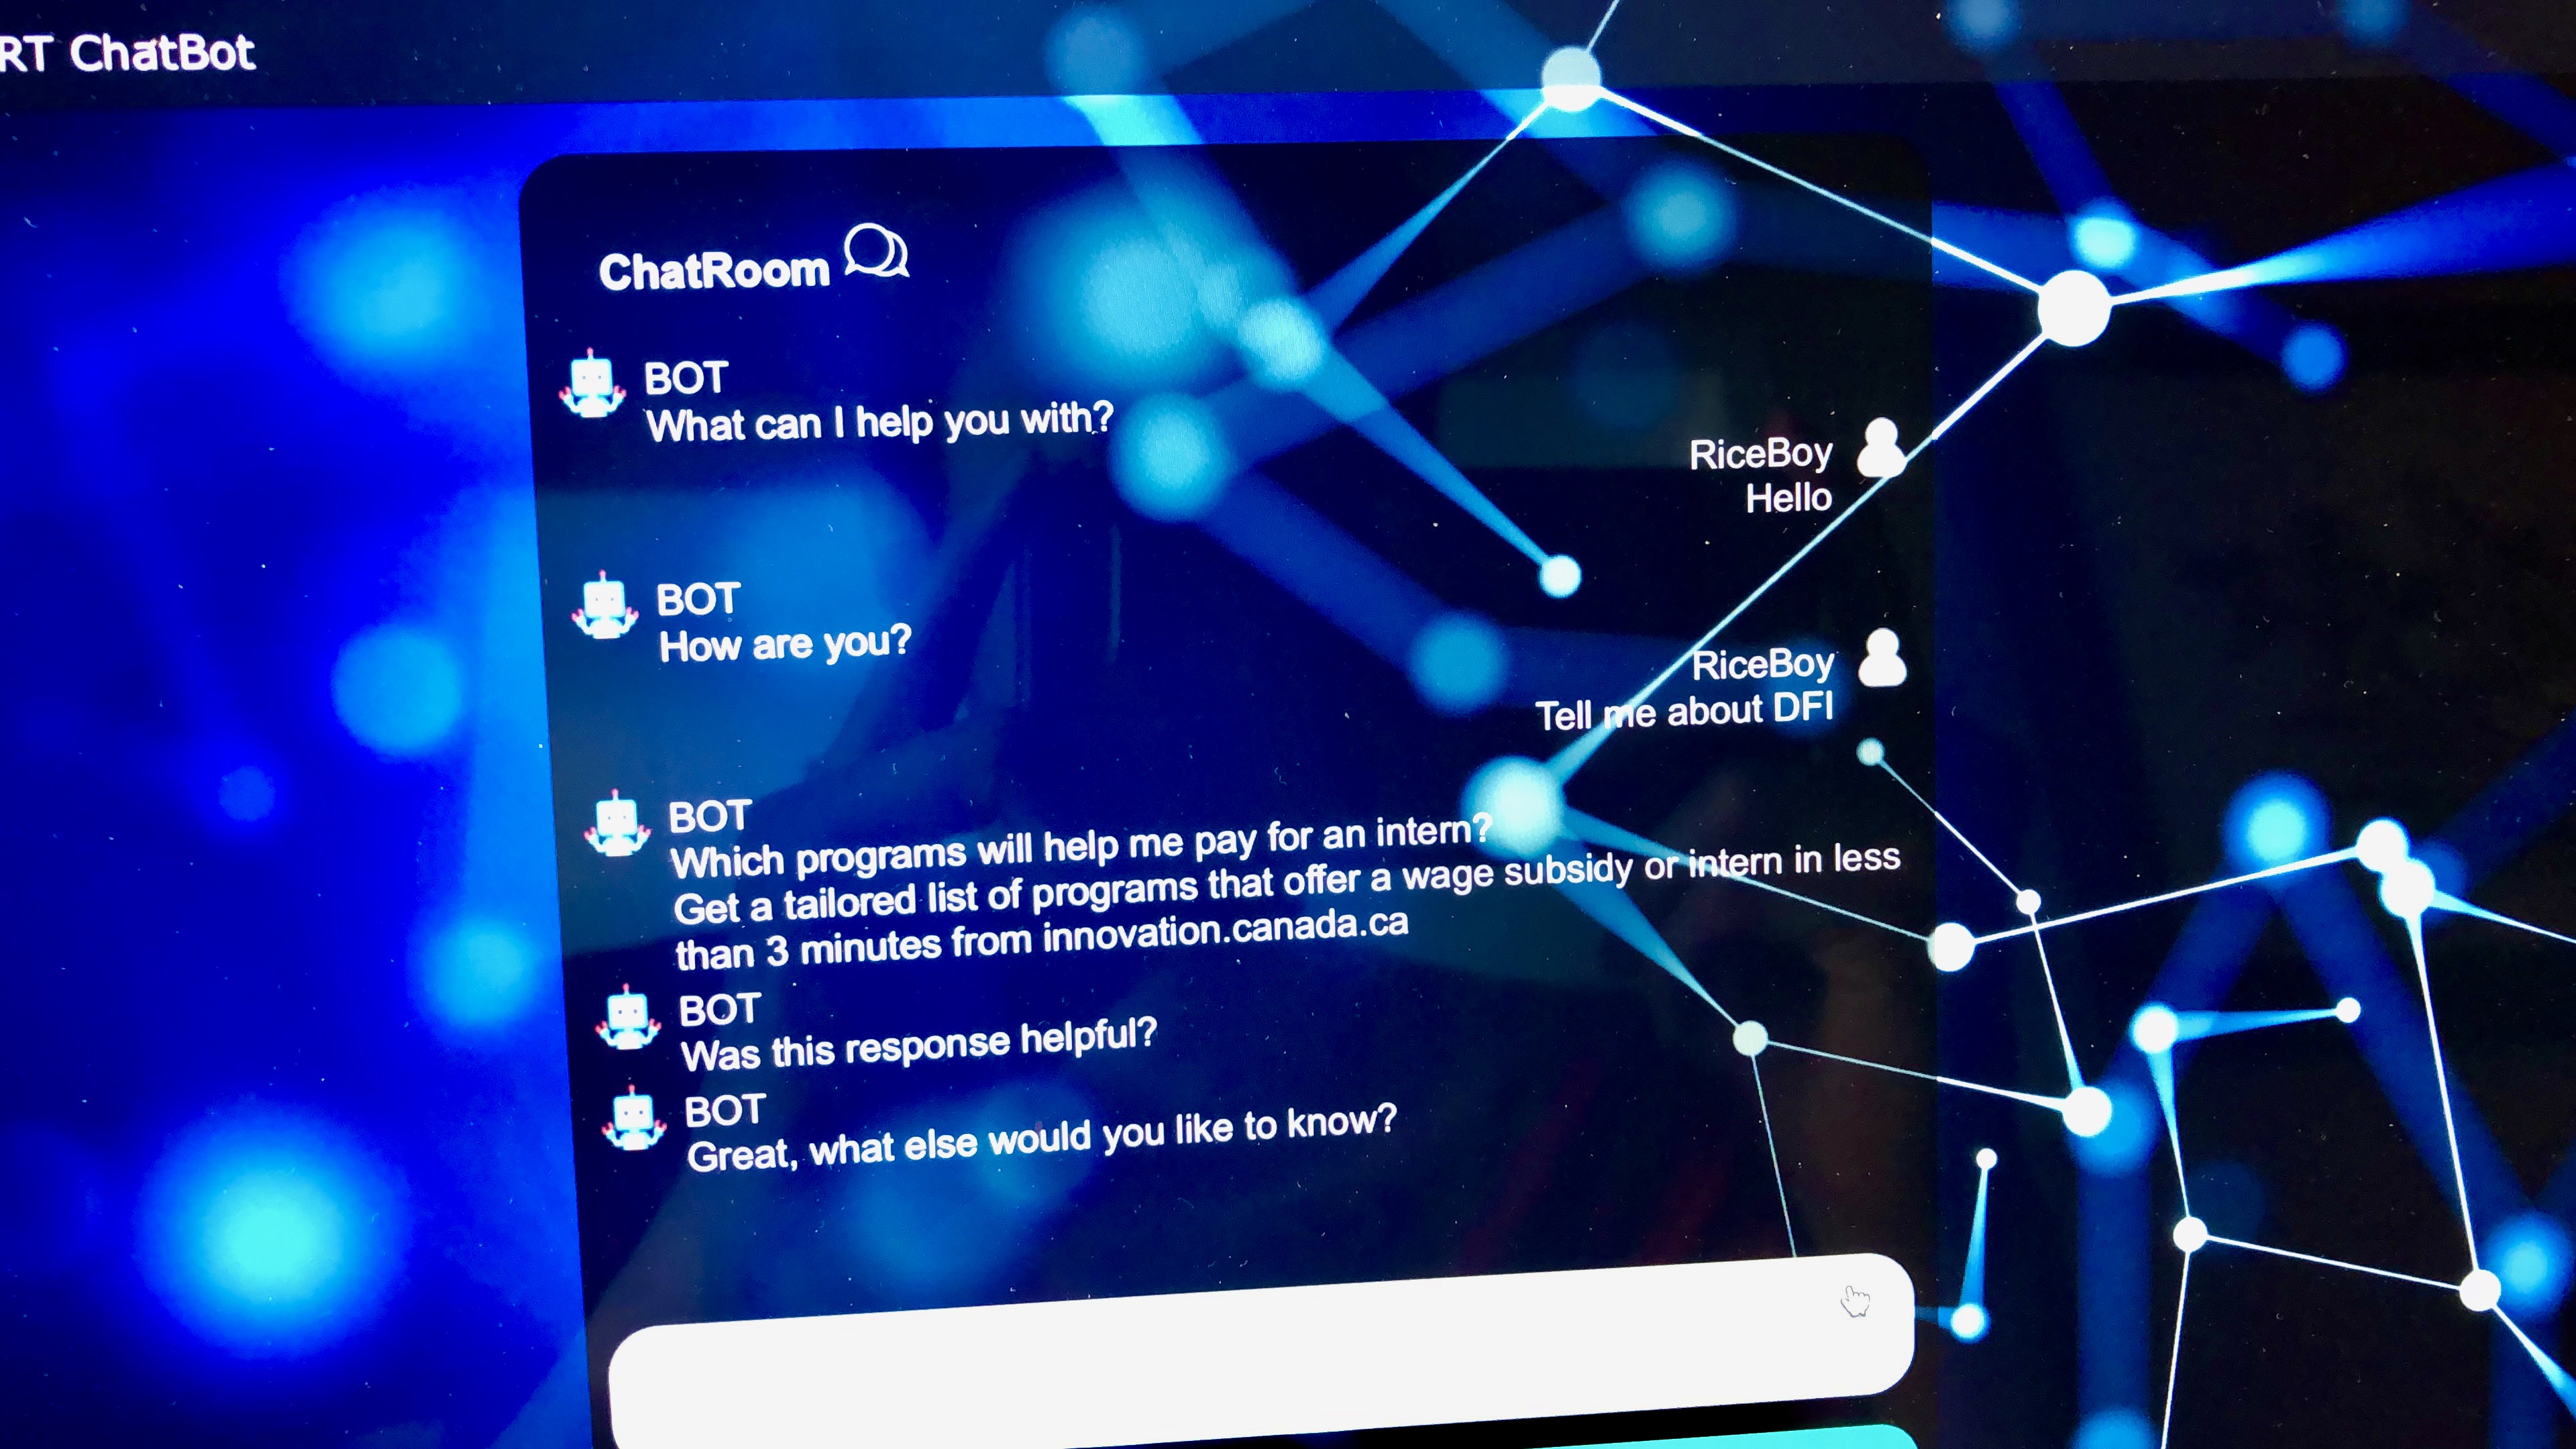 RT ChatBot
ChatRoom
BOT
What can I help you with?
RiceBoy
Hello
BOT
How are you?
RiceBoy
Tell me about DFI
BOT
Which programs will help me pay for an intern?
Get a tailored list of programs that offer a wage subsidy or intern in less
than 3 minutes from innovation.canada.ca
BOT
Was this response helpful?
BOT
Great, what else would you like to know?